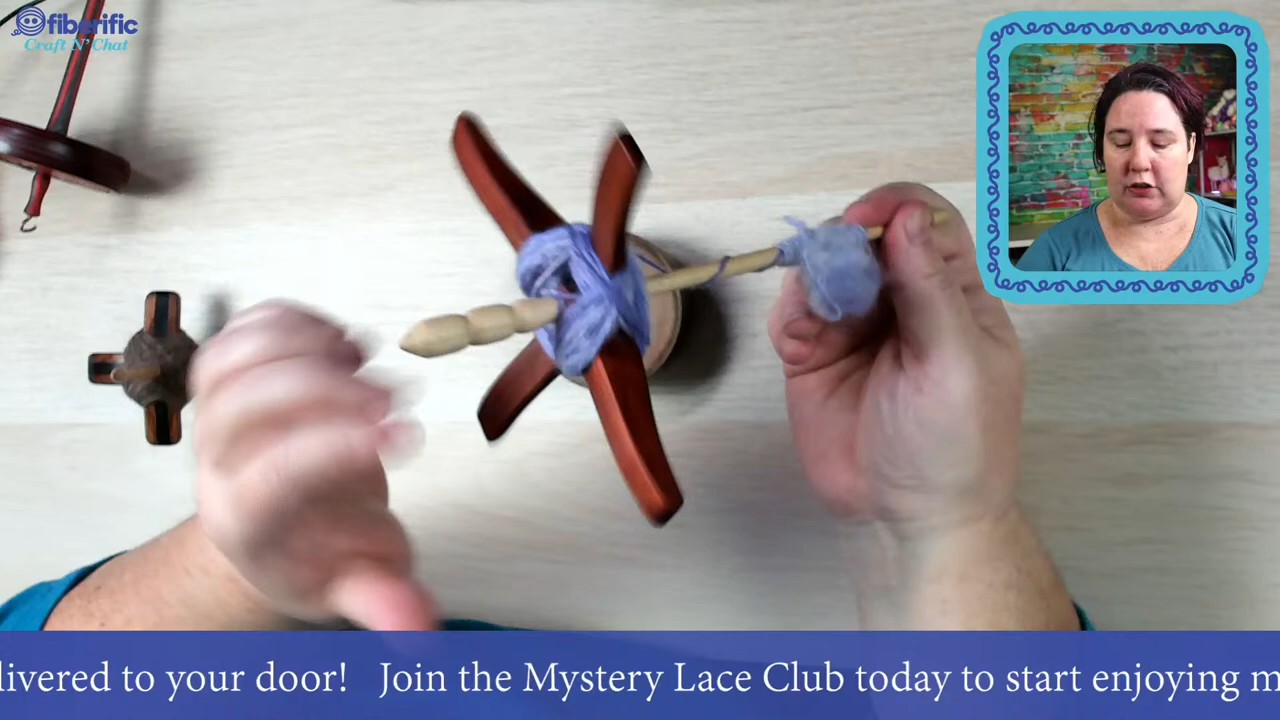 fiberific
Craft N' Chat
livered to your door! Join the Mystery Lace Club today to start enjoying m